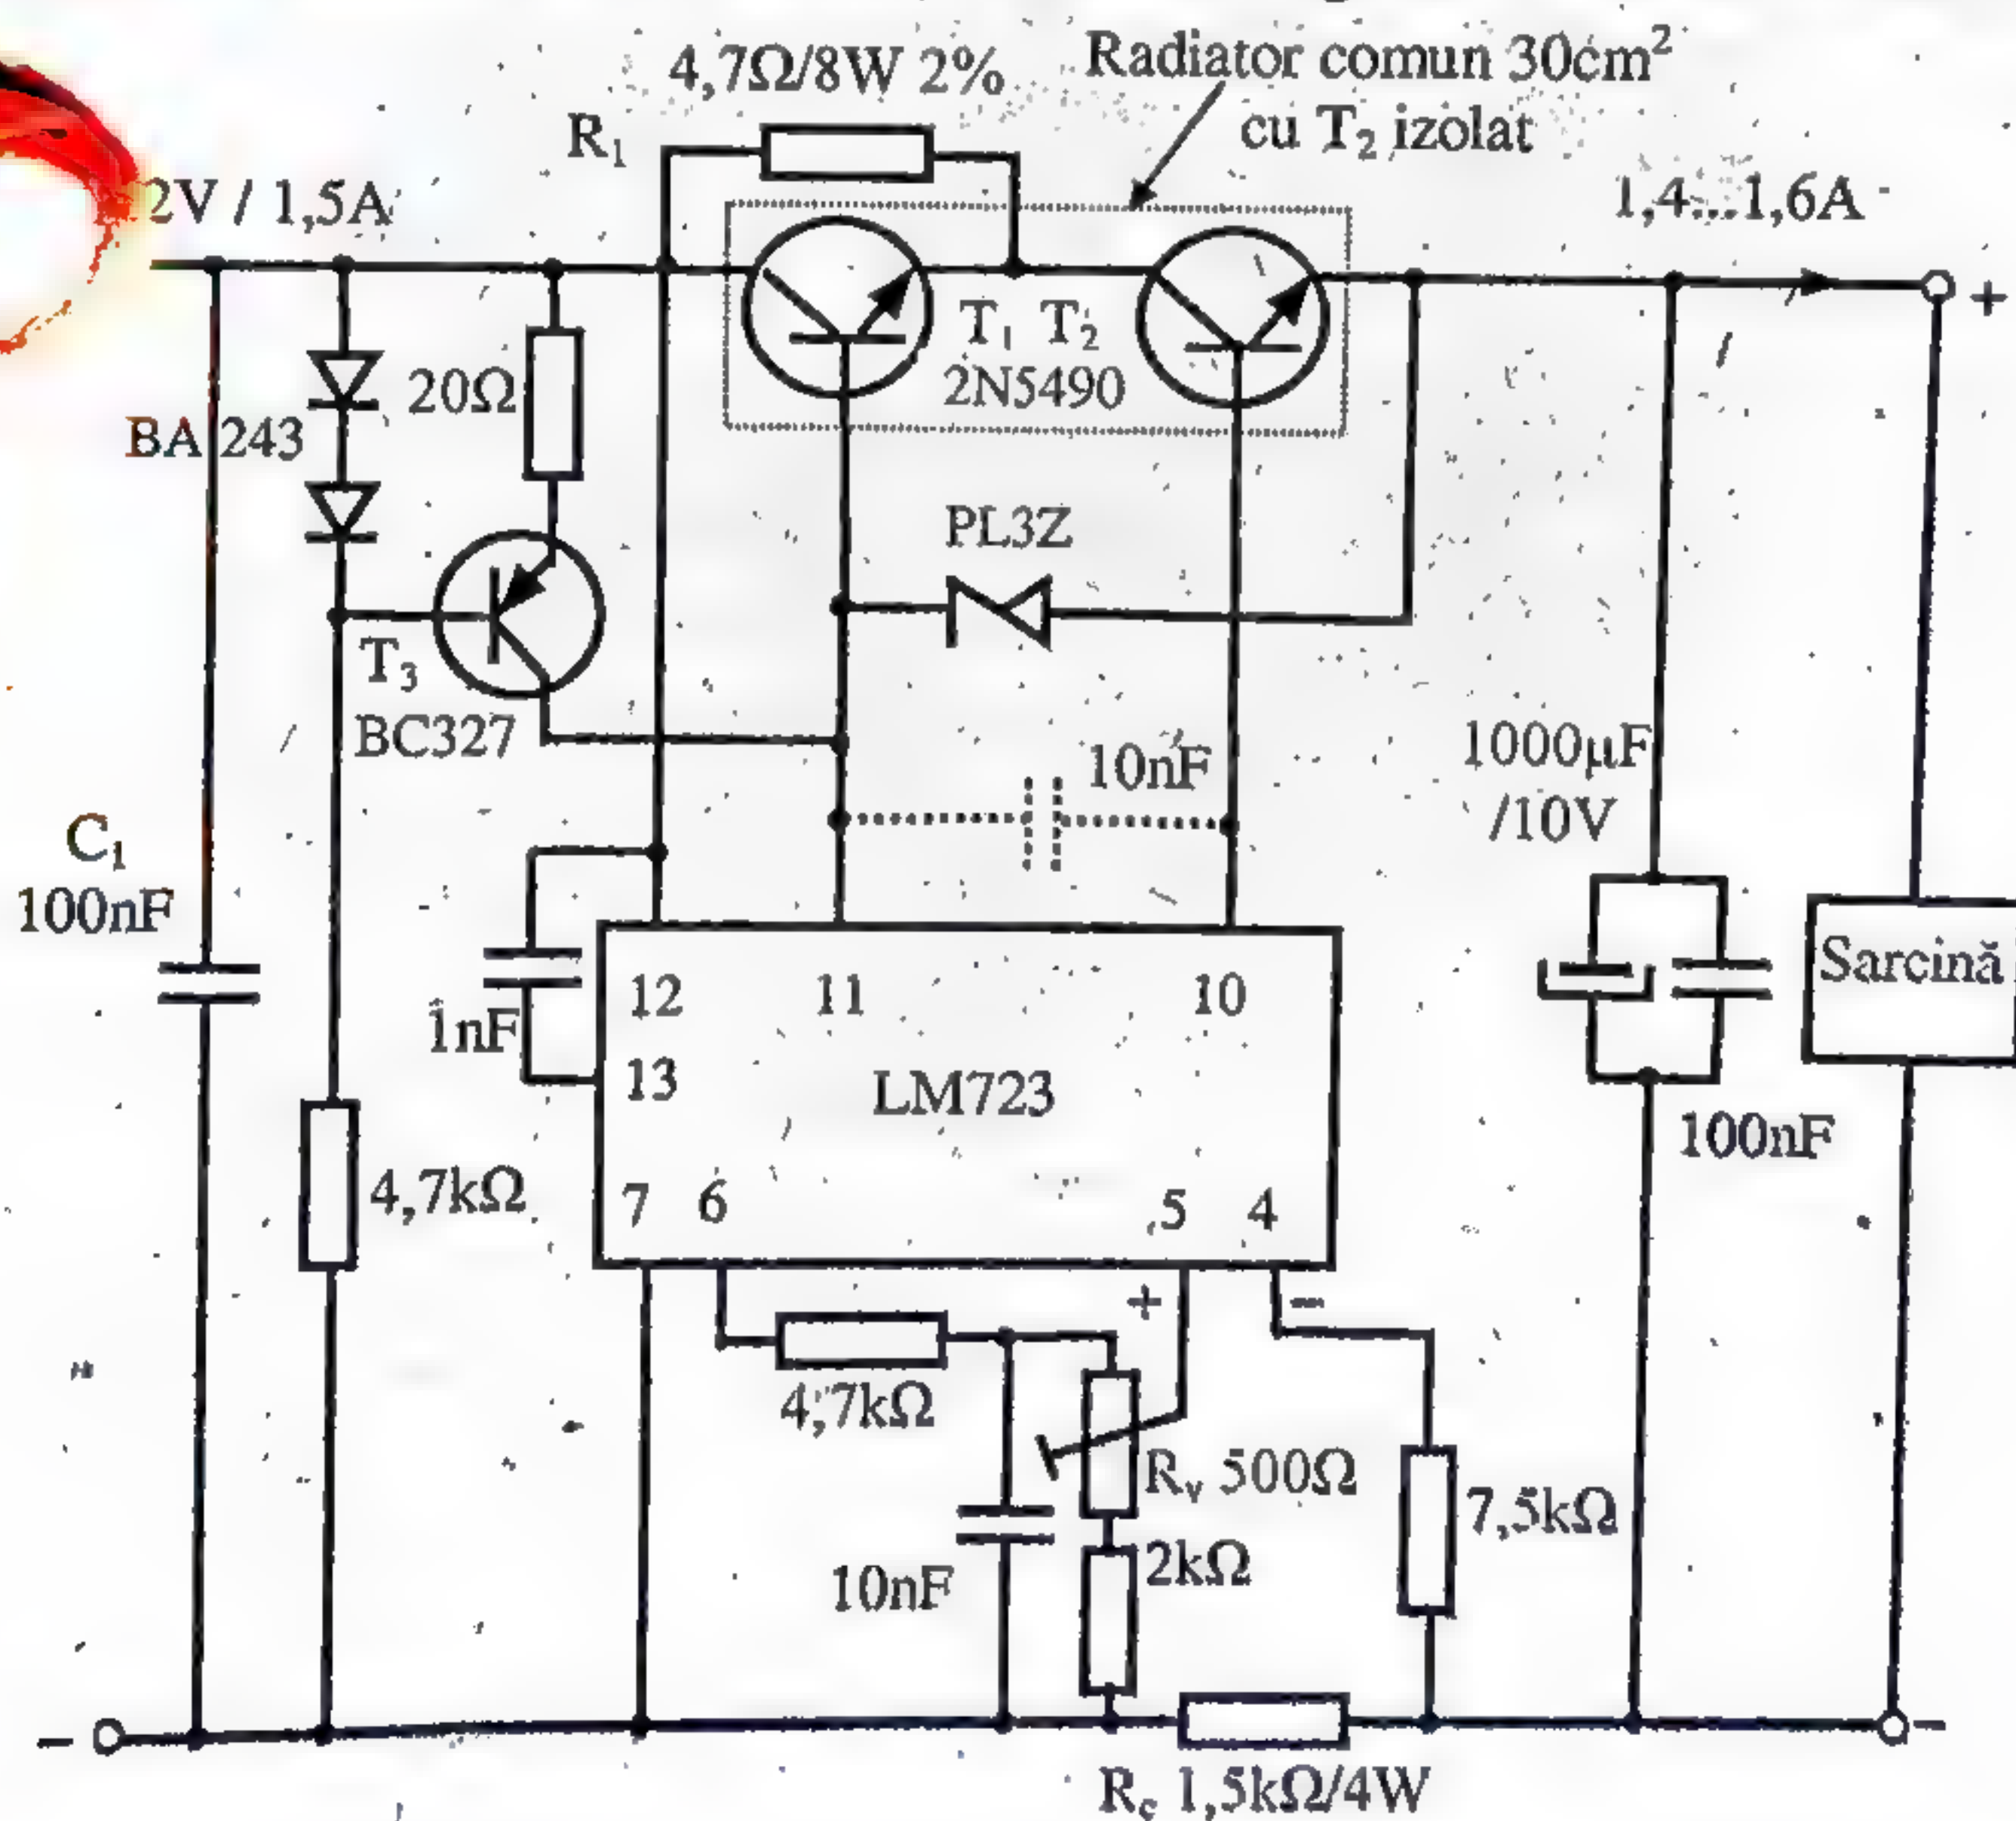 4,7Ω/8W 2%
Radiator comun 30cm²
cu T₂ izolat
R₁
2V / 1,5A
1,4...1,6A
+
T₁ T₂
2N5490
20Ω
BA 243
PL3Z
T₃
BC327
10nF
1000µF
/10V
C₁
100nF
1nF
12
11
10
13
LM723
Sarcină
100nF
4,7kΩ
7
6
5
4
+
−
4,7kΩ
Rᵥ 500Ω
7,5kΩ
2kΩ
10nF
−
−
R꜀ 1,5kΩ/4W